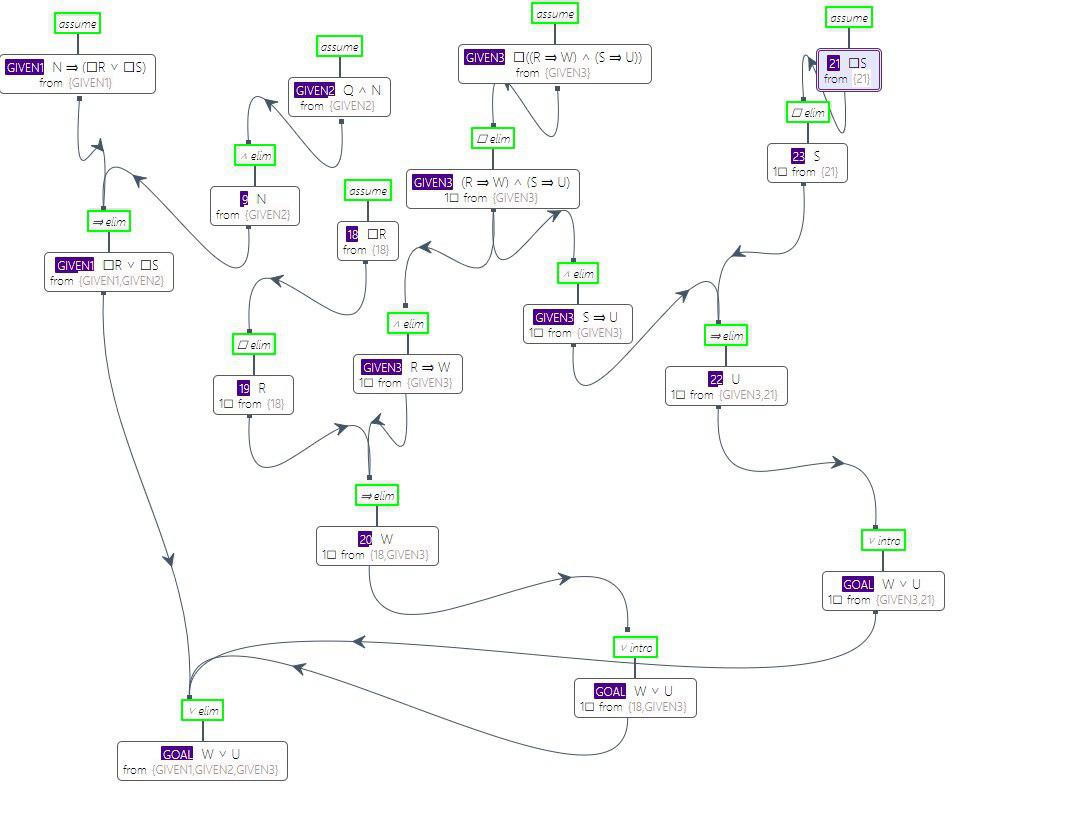 assume
GIVEN1 N ⇒ (□R ∨ □S)
from {GIVEN1}
assume
GIVEN2 Q ∧ N
from {GIVEN2}
assume
GIVEN3 □((R ⇒ W) ∧ (S ⇒ U))
from {GIVEN3}
assume
21 □S
from {21}
□ elim
□ elim
23 S
1□ from {21}
∧ elim
9 N
from {GIVEN2}
assume
18 □R
from {18}
GIVEN3 (R ⇒ W) ∧ (S ⇒ U)
1□ from {GIVEN3}
⇒ elim
GIVEN1 □R ∨ □S
from {GIVEN1,GIVEN2}
∧ elim
GIVEN3 S ⇒ U
1□ from {GIVEN3}
∧ elim
GIVEN3 R ⇒ W
1□ from {GIVEN3}
⇒ elim
22 U
1□ from {GIVEN3,21}
□ elim
19 R
1□ from {18}
⇒ elim
20 W
1□ from {18,GIVEN3}
∨ intro
GOAL W ∨ U
1□ from {GIVEN3,21}
∨ intro
GOAL W ∨ U
1□ from {18,GIVEN3}
∨ elim
GOAL W ∨ U
from {GIVEN1,GIVEN2,GIVEN3}